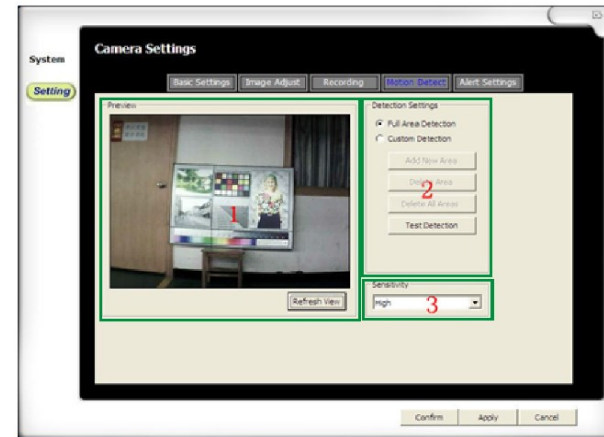 System
Setting
Camera Settings
Basic Settings
Image Adjust
Recording
Motion Detect
Alert Settings
Preview
1
Refresh View
Detection Settings
Full Area Detection
Custom Detection
Add New Area
Delete Area
2
Delete All Areas
Test Detection
Sensitivity
High
3
Confirm
Apply
Cancel